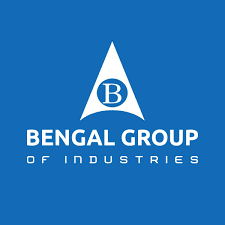 B
BENGAL GROUP
OF INDUSTRIES